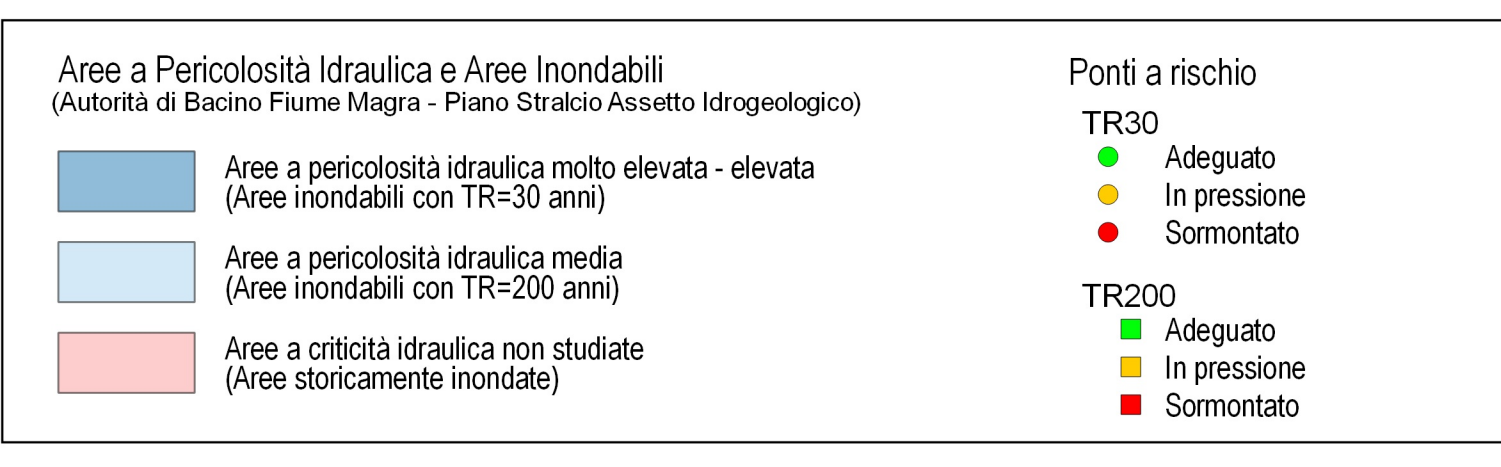 Aree a Pericolosità Idraulica e Aree Inondabili
(Autorità di Bacino Fiume Magra - Piano Stralcio Assetto Idrogeologico)
Aree a pericolosità idraulica molto elevata - elevata
(Aree inondabili con TR=30 anni)
Aree a pericolosità idraulica media
(Aree inondabili con TR=200 anni)
Aree a criticità idraulica non studiate
(Aree storicamente inondate)
Ponti a rischio
TR30
Adeguato
In pressione
Sormontato
TR200
Adeguato
In pressione
Sormontato